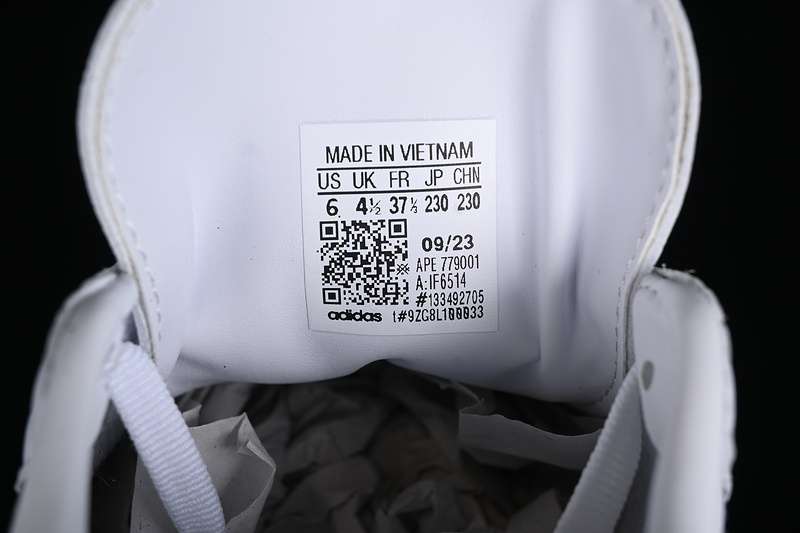 MADE IN VIETNAM
US UK FR JP CHN
6 4½ 37⅓ 230 230
09/23
APE 779001
A:IF6514
#133492705
adidas t#9ZG8L100033